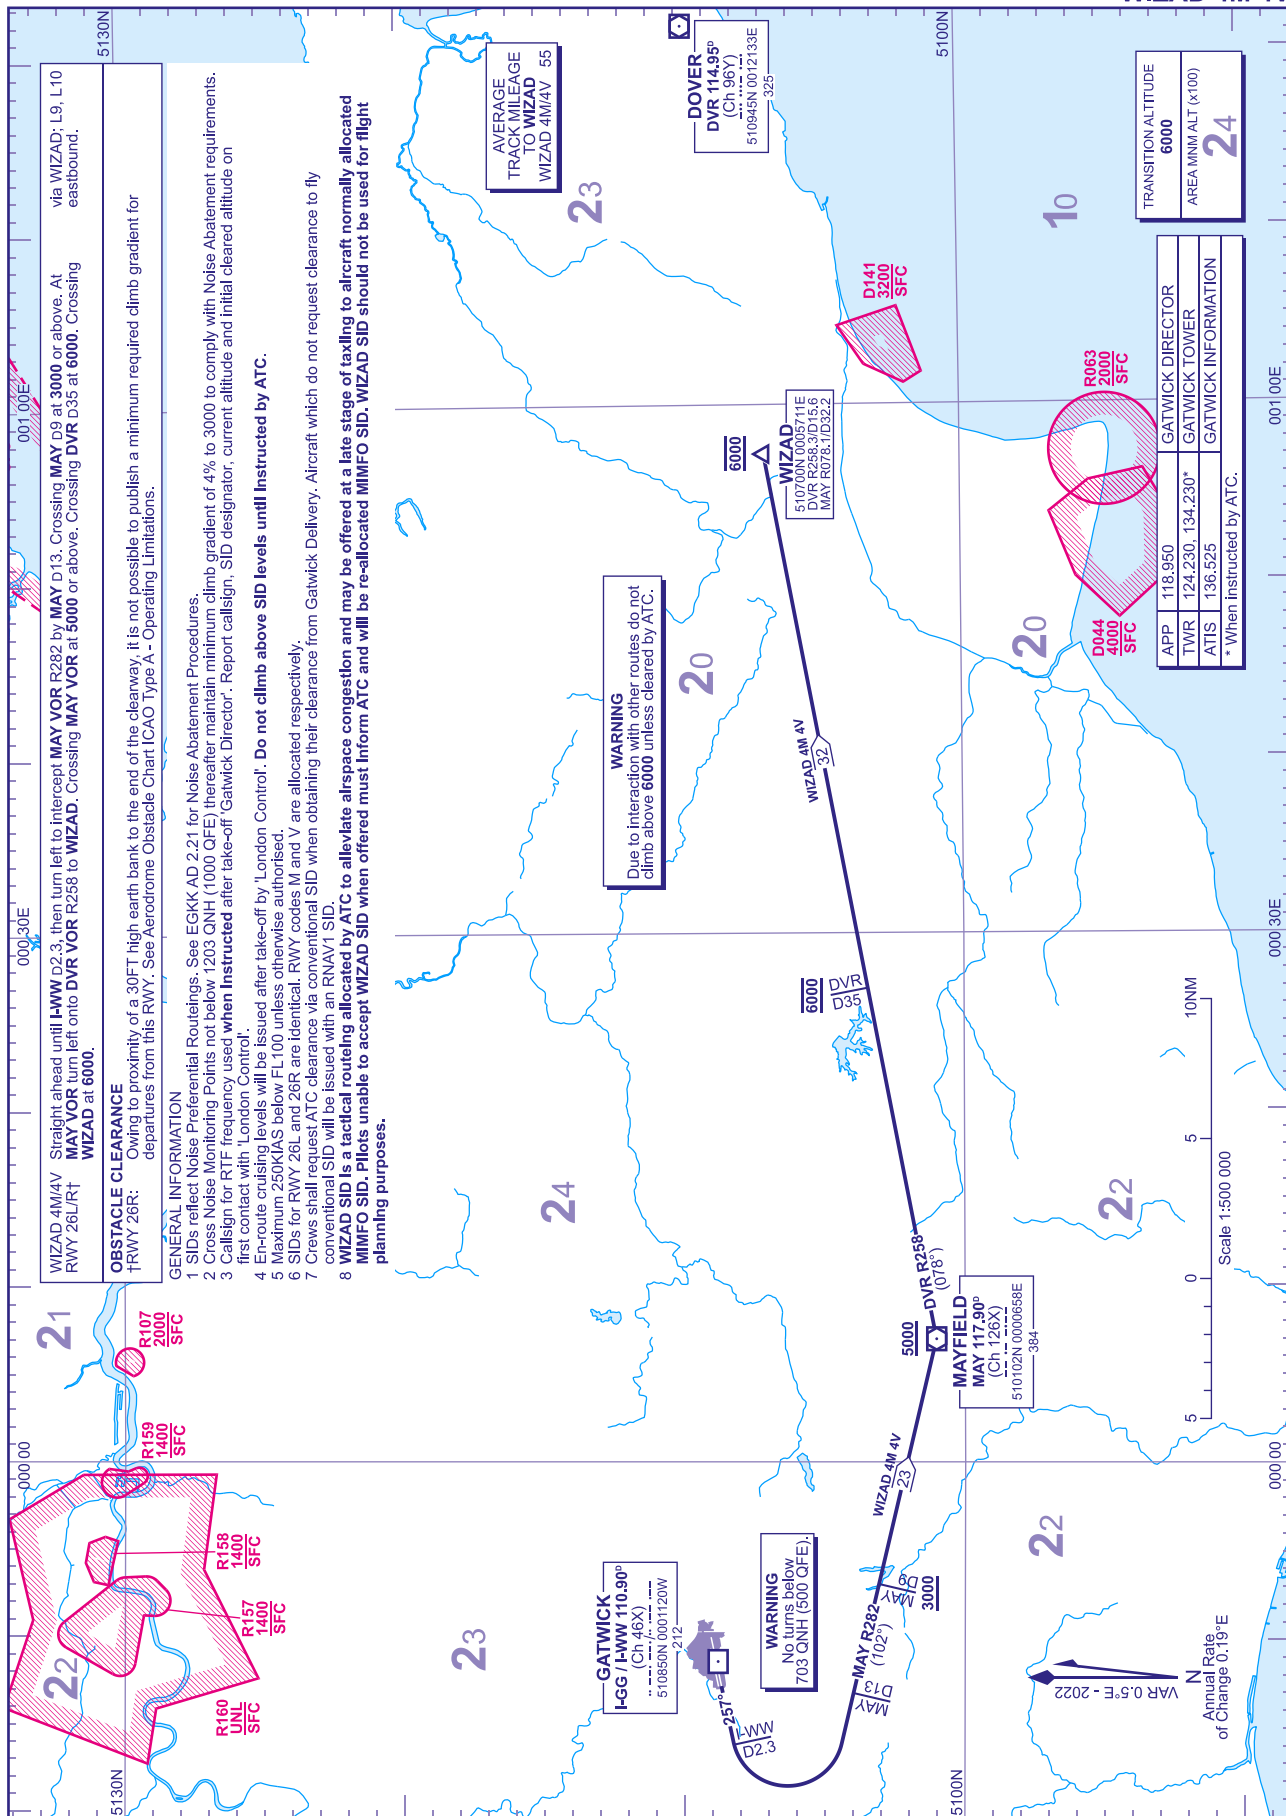 WIZAD 4M/4V
RWY 26L/R†
Straight ahead until I-WW D2.3, then turn left to intercept MAY VOR R282 by MAY D13. Crossing MAY D9 at 3000 or above. At
MAY VOR turn left onto DVR VOR R258 to WIZAD. Crossing MAY VOR at 5000 or above. Crossing DVR D35 at 6000. Crossing
WIZAD at 6000.
via WIZAD; L9, L10
eastbound.
OBSTACLE CLEARANCE
†RWY 26R: Owing to proximity of a 30FT high earth bank to the end of the clearway, it is not possible to publish a minimum required climb gradient for
departures from this RWY. See Aerodrome Obstacle Chart ICAO Type A - Operating Limitations.
GENERAL INFORMATION
1 SIDs reflect Noise Preferential Routeings. See EGKK AD 2.21 for Noise Abatement Procedures.
2 Cross Noise Monitoring Points not below 1203 QNH (1000 QFE) thereafter maintain minimum climb gradient of 4% to 3000 to comply with Noise Abatement requirements.
3 Callsign for RTF frequency used when Instructed after take-off 'Gatwick Director'. Report callsign, SID designator, current altitude and initial cleared altitude on
first contact with 'London Control'.
4 En-route cruising levels will be issued after take-off by 'London Control'. Do not climb above SID levels until Instructed by ATC.
5 Maximum 250KIAS below FL100 unless otherwise authorised.
6 SIDs for RWY 26L and 26R are identical. RWY codes M and V are allocated respectively.
7 Crews shall request ATC clearance via conventional SID when obtaining their clearance from Gatwick Delivery. Aircraft which do not request clearance to fly
conventional SID will be issued with an RNAV1 SID.
8 WIZAD SID is a tactical routeing allocated by ATC to alleviate airspace congestion and may be offered at a late stage of taxiing to aircraft normally allocated
MIMFO SID. Pilots unable to accept WIZAD SID when offered must Inform ATC and will be re-allocated MIMFO SID. WIZAD SID should not be used for flight
planning purposes.
AVERAGE
TRACK MILEAGE
TO WIZAD
WIZAD 4M/4V 55
DOVER
DVR 114.95D
(Ch 96Y)
510945N 0012133E
325
WARNING
Due to interaction with other routes do not
climb above 6000 unless cleared by ATC.
WARNING
No turns below
703 QNH (500 QFE).
GATWICK
I-GG / I-WW 110.90D
(Ch 46X)
510850N 0001120W
212
257°
I-WW
D2.3
MAY
D13
MAY R282
(102°)
MAY
D9
3000
WIZAD 4M 4V
23
5000
MAYFIELD
MAY 117.90D
(Ch 126X)
510102N 0000658E
384
DVR R258
(078°)
6000
DVR
D35
WIZAD 4M 4V
32
6000
WIZAD
510700N 0005711E
DVR R258.3/D15.6
MAY R078.1/D32.2
R160
UNL
SFC
R157
1400
SFC
R158
1400
SFC
R159
1400
SFC
R107
2000
SFC
D141
3200
SFC
R063
2000
SFC
D044
4000
SFC
22
21
23
24
23
20
20
10
22
22
TRANSITION ALTITUDE
6000
AREA MNM ALT (x100)
24
APP 118.950 GATWICK DIRECTOR
TWR 124.230, 134.230* GATWICK TOWER
ATIS 136.525 GATWICK INFORMATION
* When instructed by ATC.
5 0 5 10NM
Scale 1:500 000
VAR 0.5°E - 2022
N
Annual Rate
of Change 0.19°E
5130N
5130N
5100N
5100N
000 00
000 30E
001 00E
000 00
000 30E
001 00E